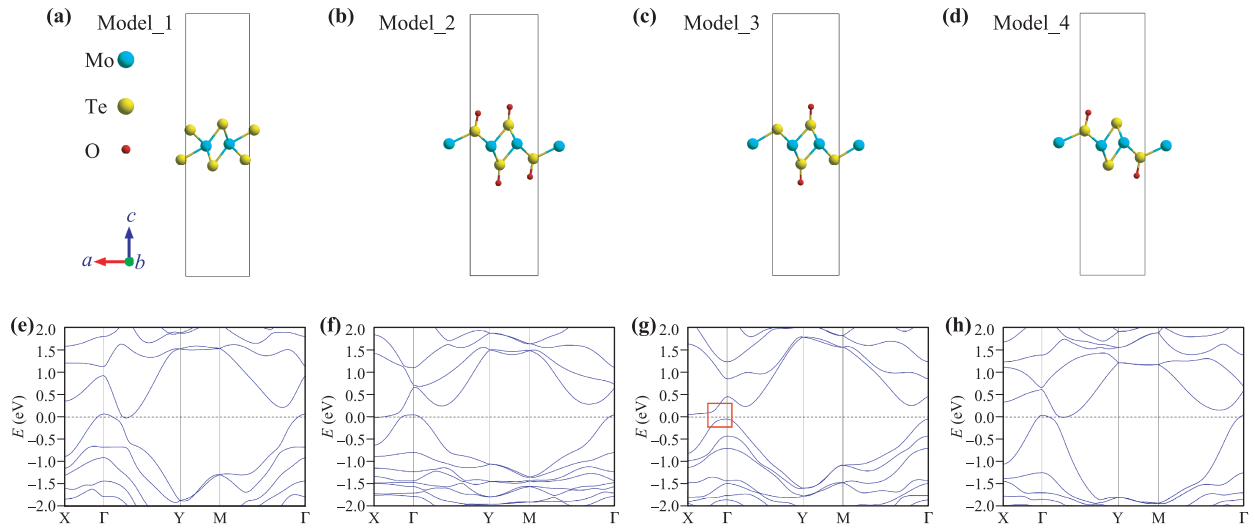 (a) Model_1
(b) Model_2
(c) Model_3
(d) Model_4
Mo
Te
O
c
a
b
(e)
2.0
1.5
1.0
0.5
0.0
−0.5
−1.0
−1.5
−2.0
E (eV)
X Γ Y M Γ
(f)
2.0
1.5
1.0
0.5
0.0
−0.5
−1.0
−1.5
−2.0
E (eV)
X Γ Y M Γ
(g)
2.0
1.5
1.0
0.5
0.0
−0.5
−1.0
−1.5
−2.0
E (eV)
X Γ Y M Γ
(h)
2.0
1.5
1.0
0.5
0.0
−0.5
−1.0
−1.5
−2.0
E (eV)
X Γ Y M Γ